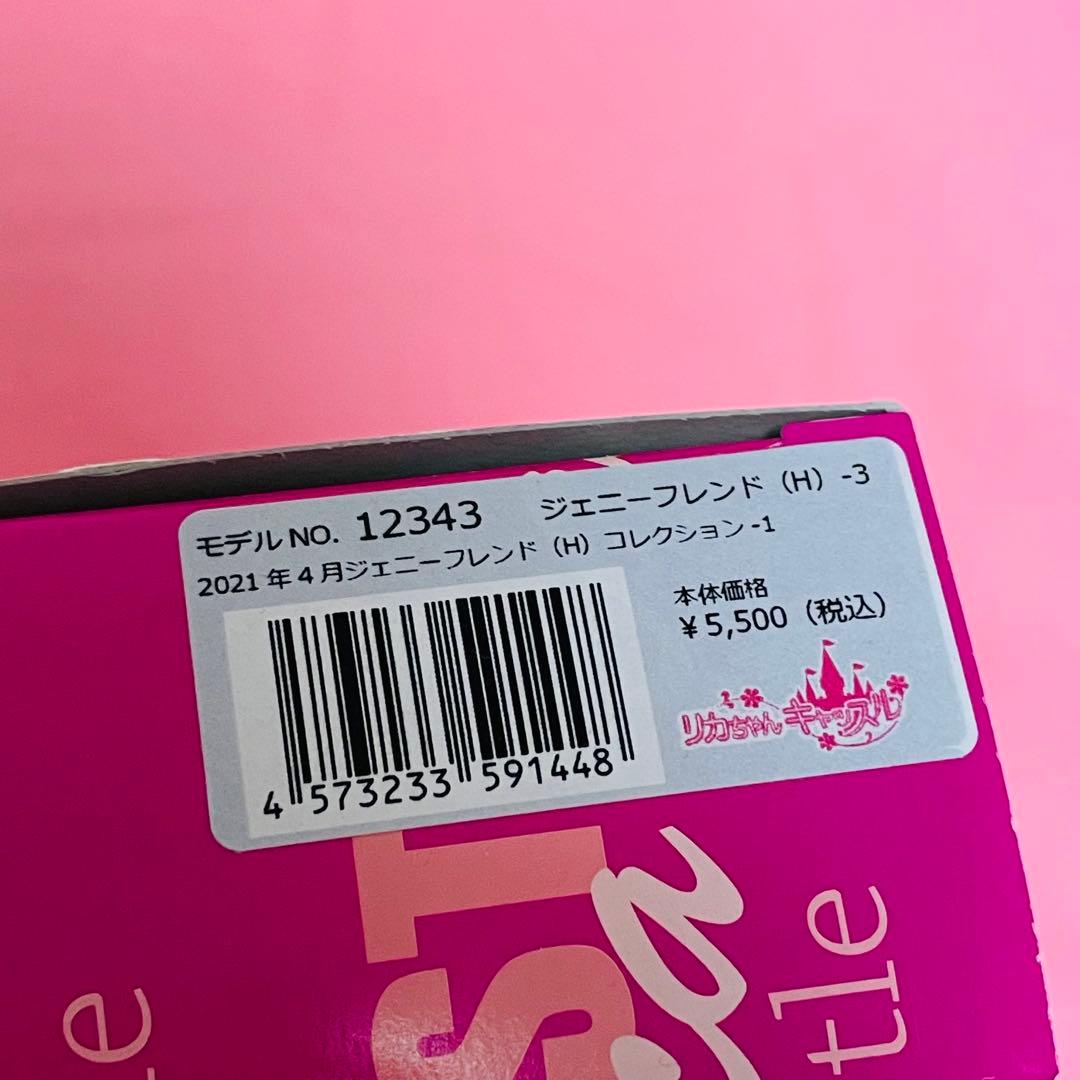 モデルNO. 12343 ジェニーフレンド（H）-3
2021年4月ジェニーフレンド（H）コレクション-1
本体価格
¥5,500（税込）
リカちゃんキャッスル
4 573233 591448
ST
a
tle
e